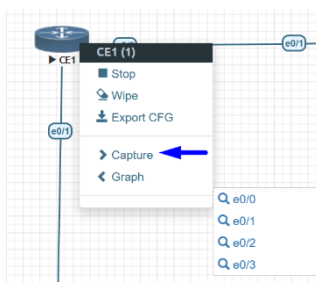 CE1 (1)
e0/1
CE1
Stop
Wipe
Export CFG
e0/1
Capture
Graph
e0/0
e0/1
e0/2
e0/3